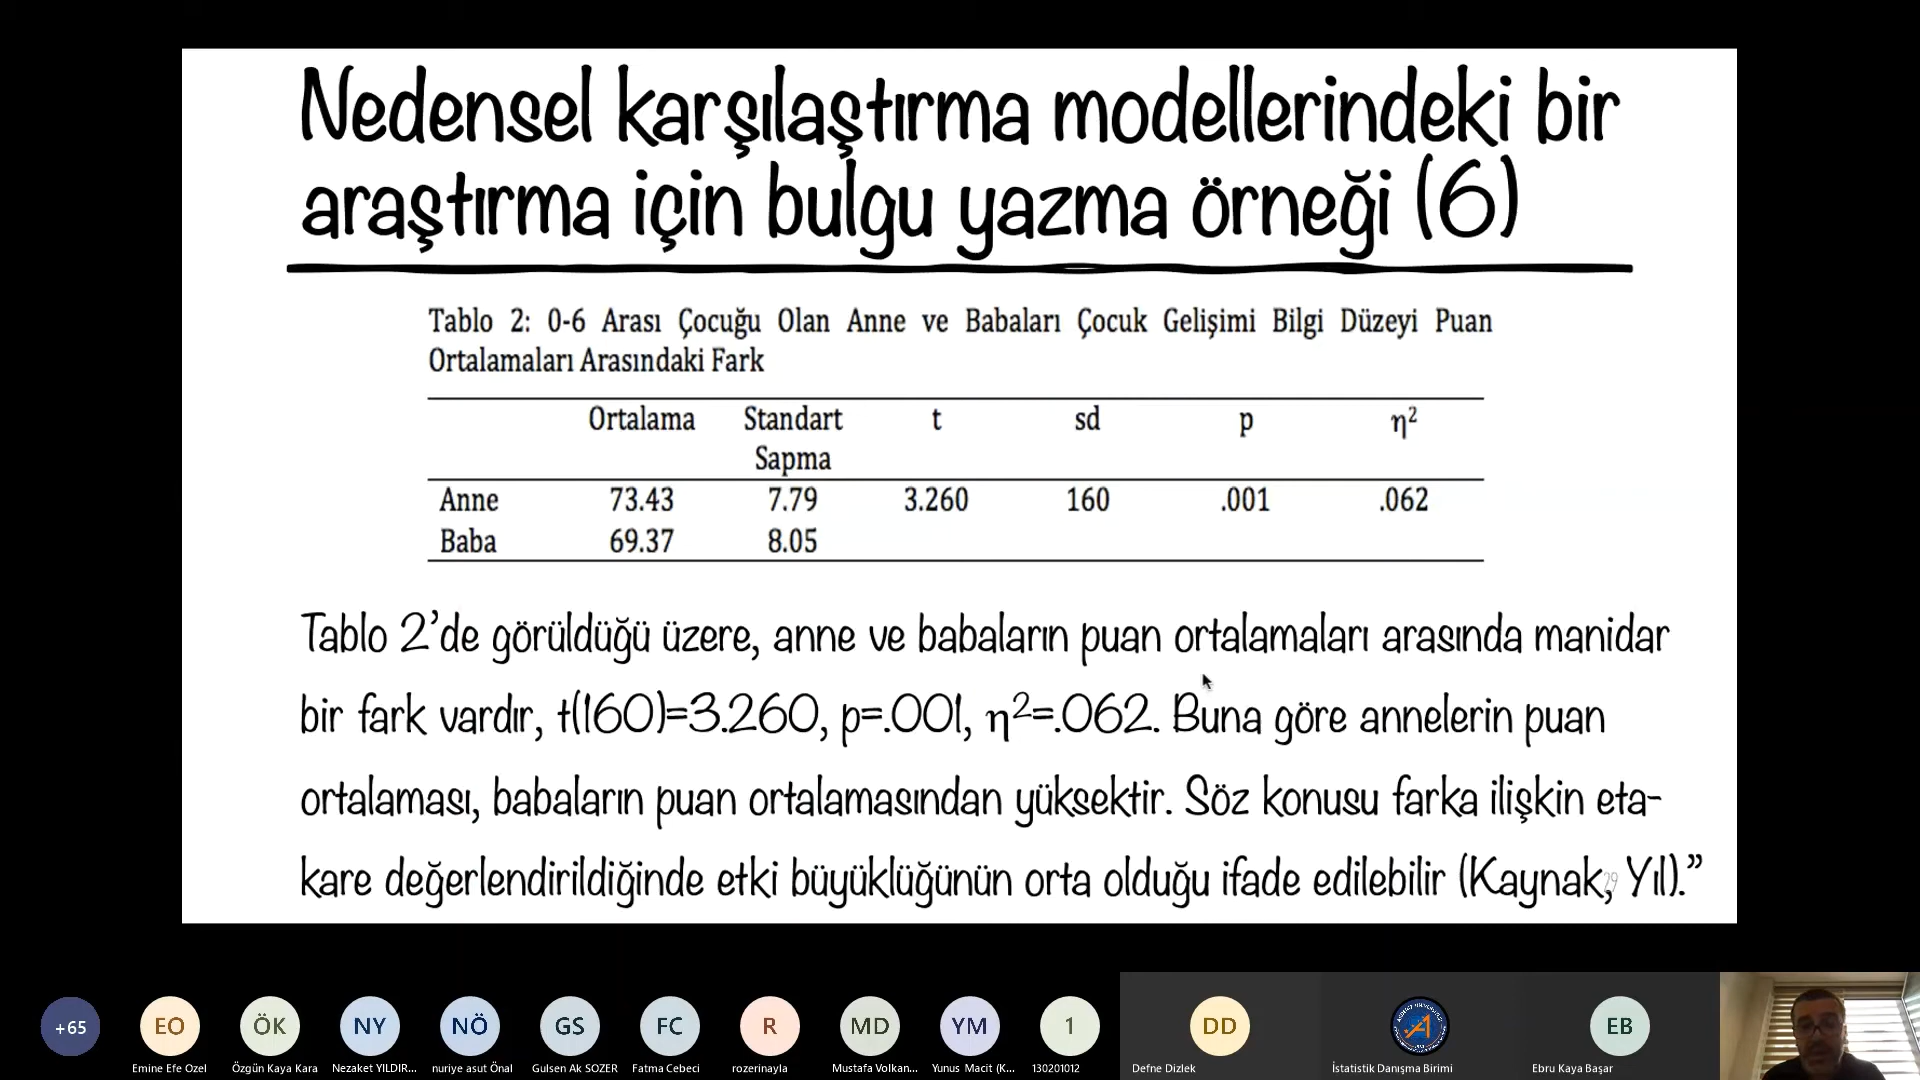 Nedensel karşılaştırma modellerindeki bir
araştırma için bulgu yazma örneği (6)
Tablo 2: 0-6 Arası Çocuğu Olan Anne ve Babaları Çocuk Gelişimi Bilgi Düzeyi Puan
Ortalamaları Arasındaki Fark
Ortalama Standart t sd p η²
Sapma
Anne 73.43 7.79 3.260 160 .001 .062
Baba 69.37 8.05
Tablo 2'de görüldüğü üzere, anne ve babaların puan ortalamaları arasında manidar
bir fark vardır, t(160)=3.260, p=.001, η²=.062. Buna göre annelerin puan
ortalaması, babaların puan ortalamasından yüksektir. Söz konusu farka ilişkin eta-
kare değerlendirildiğinde etki büyüklüğünün orta olduğu ifade edilebilir (Kaynak, Yıl)."
29
+65 EO ÖK NY NÖ GS FC R MD YM 1 DD EB
Emine Efe Ozel Özgün Kaya Kara Nezaket YILDIR... nuriye asut Önal Gulsen Ak SOZER Fatma Cebeci rozerinayla Mustafa Volkan... Yunus Macit (K... 130201012 Defne Dizlek İstatistik Danışma Birimi Ebru Kaya Başar